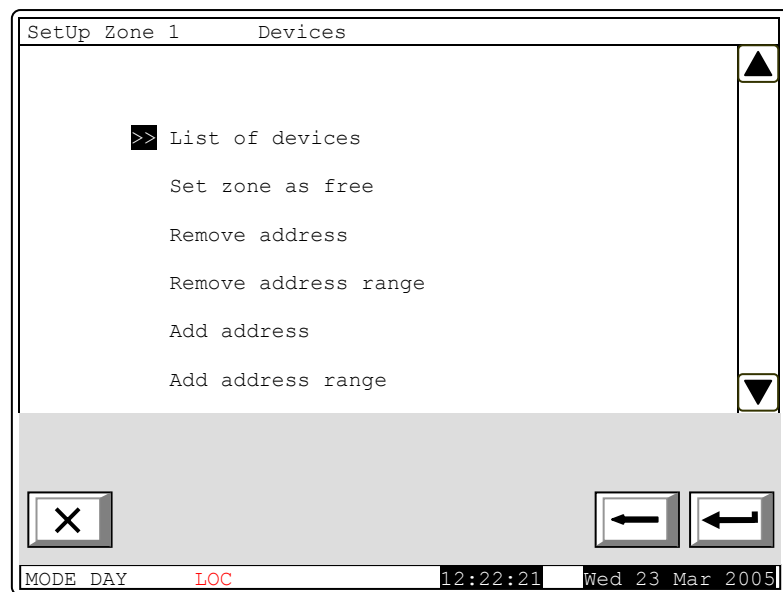 SetUp Zone 1 Devices
>> List of devices
Set zone as free
Remove address
Remove address range
Add address
Add address range
MODE DAY LOC 12:22:21 Wed 23 Mar 2005